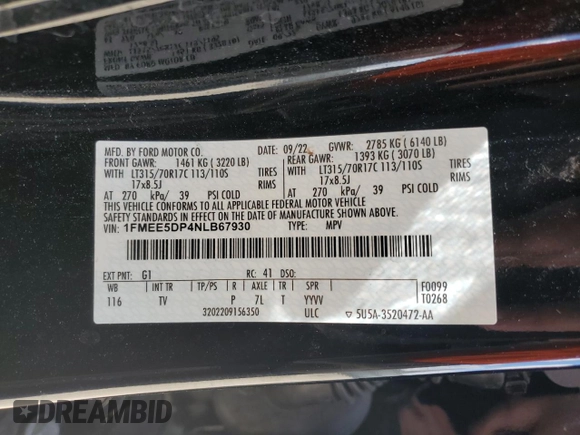 MFD. BY FORD MOTOR CO.
09/22 GVWR: 2785 KG ( 6140 LB)
FRONT GAWR: 1461 KG ( 3220 LB) REAR GAWR: 1393 KG ( 3070 LB)
WITH LT315/70R17C 113/110S TIRES WITH LT315/70R17C 113/110S TIRES
17x8.5J RIMS 17x8.5J RIMS
AT 270 kPa/ 39 PSI COLD AT 270 kPa/ 39 PSI COLD
THIS VEHICLE CONFORMS TO ALL APPLICABLE FEDERAL MOTOR VEHICLE
SAFETY STANDARDS IN EFFECT ON THE DATE OF MANUFACTURE SHOWN ABOVE.
VIN: 1FMEE5DP4NLB67930 TYPE: MPV
EXT PNT: G1 RC: 41 DSO:
WB INT TR TP/PS R AXLE TR SPR F0099
116 TV P 7L T YYVV T0268
3202209156350 ULC ▽ 5U5A-3520472-AA
DREAMBID